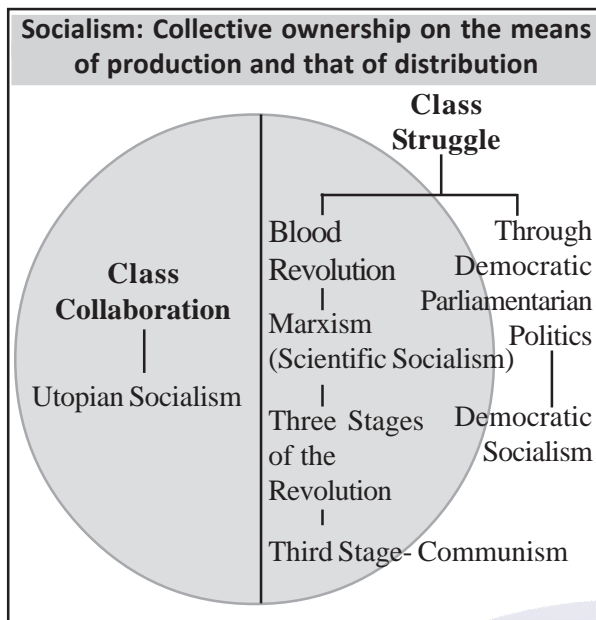 Socialism: Collective ownership on the means
of production and that of distribution
Class
Struggle
Class
Collaboration
Utopian Socialism
Blood
Revolution
Marxism
(Scientific Socialism)
Three Stages
of the
Revolution
Third Stage- Communism
Through
Democratic
Parliamentarian
Politics
Democratic
Socialism